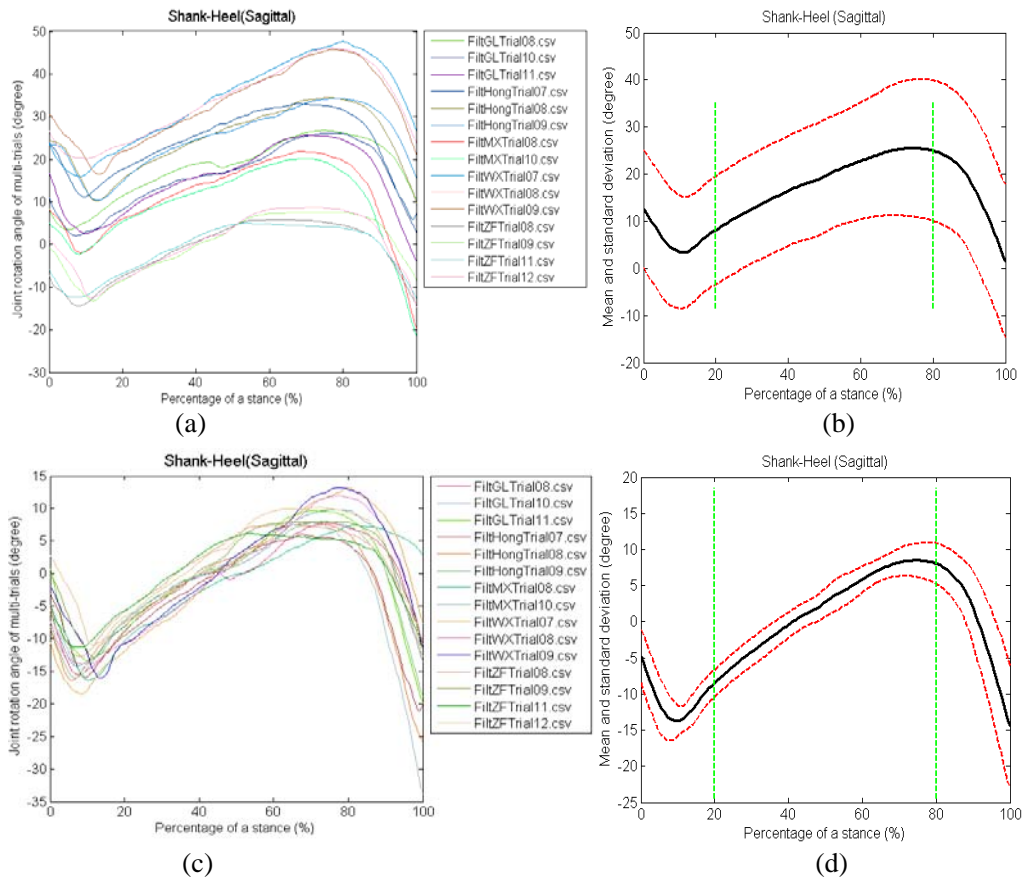 Shank-Heel(Sagittal)
Joint rotation angle of multi-trials (degree)
50
40
30
20
10
0
-10
-20
-30
0 20 40 60 80 100
Percentage of a stance (%)
FiltGLTrial08.csv
FiltGLTrial10.csv
FiltGLTrial11.csv
FiltHongTrial07.csv
FiltHongTrial08.csv
FiltHongTrial09.csv
FiltMXTrial08.csv
FiltMXTrial10.csv
FiltWXTrial07.csv
FiltWXTrial08.csv
FiltWXTrial09.csv
FiltZFTrial08.csv
FiltZFTrial09.csv
FiltZFTrial11.csv
FiltZFTrial12.csv
(a)
Shank-Heel (Sagittal)
Mean and standard deviation (degree)
50
40
30
20
10
0
-10
-20
0 20 40 60 80 100
Percentage of a stance (%)
(b)
Shank-Heel(Sagittal)
Joint rotation angle of multi-trials (degree)
15
10
5
0
-5
-10
-15
-20
-25
-30
-35
0 20 40 60 80 100
Percentage of a stance (%)
FiltGLTrial08.csv
FiltGLTrial10.csv
FiltGLTrial11.csv
FiltHongTrial07.csv
FiltHongTrial08.csv
FiltHongTrial09.csv
FiltMXTrial08.csv
FiltMXTrial10.csv
FiltWXTrial07.csv
FiltWXTrial08.csv
FiltWXTrial09.csv
FiltZFTrial08.csv
FiltZFTrial09.csv
FiltZFTrial11.csv
FiltZFTrial12.csv
(c)
Shank-Heel (Sagittal)
Mean and standard deviation (degree)
20
15
10
5
0
-5
-10
-15
-20
-25
0 20 40 60 80 100
Percentage of a stance (%)
(d)